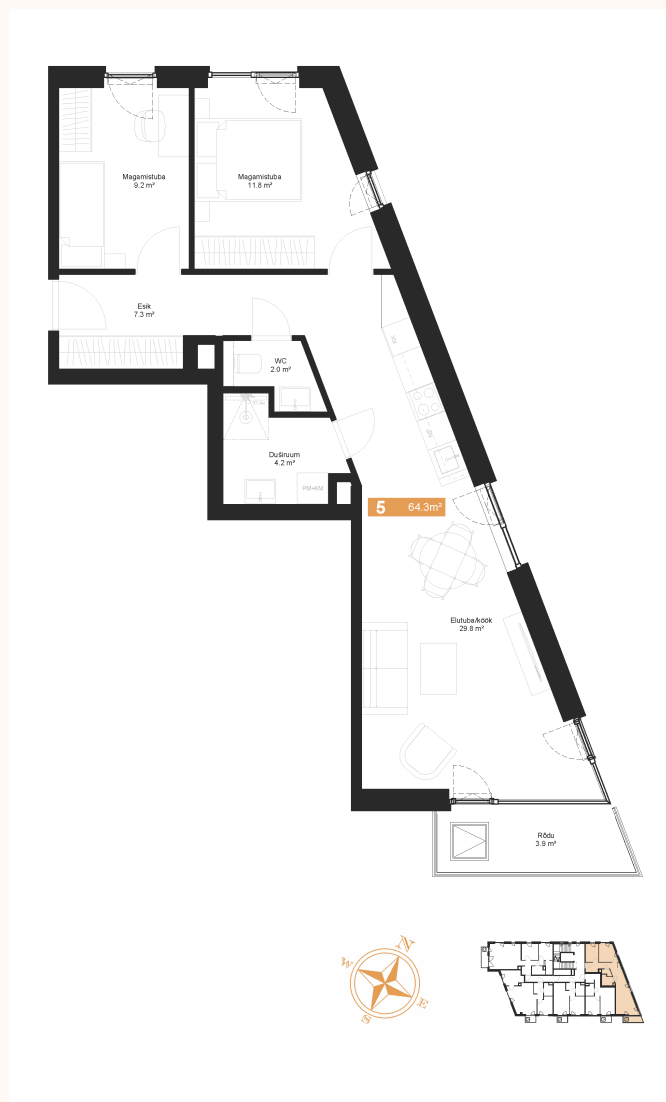 Magamistuba
9.2 m²
Magamistuba
11.8 m²
Esik
7.3 m²
WC
2.0 m²
Duširuum
4.2 m²
PM+KM
5 64.3m²
Elutuba/köök
29.8 m²
Rõdu
3.9 m²
N
W
E
S